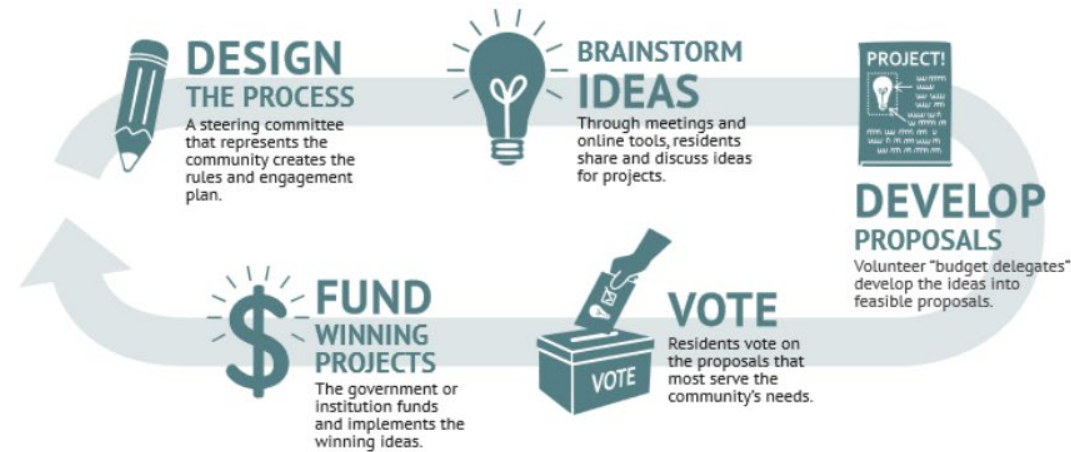 DESIGN
THE PROCESS
A steering committee
that represents the
community creates the
rules and engagement
plan.
BRAINSTORM
IDEAS
Through meetings and
online tools, residents
share and discuss ideas
for projects.
PROJECT!
DEVELOP
PROPOSALS
Volunteer “budget delegates”
develop the ideas into
feasible proposals.
VOTE
VOTE
Residents vote on
the proposals that
most serve the
community’s needs.
FUND
WINNING
PROJECTS
The government or
institution funds
and implements the
winning ideas.